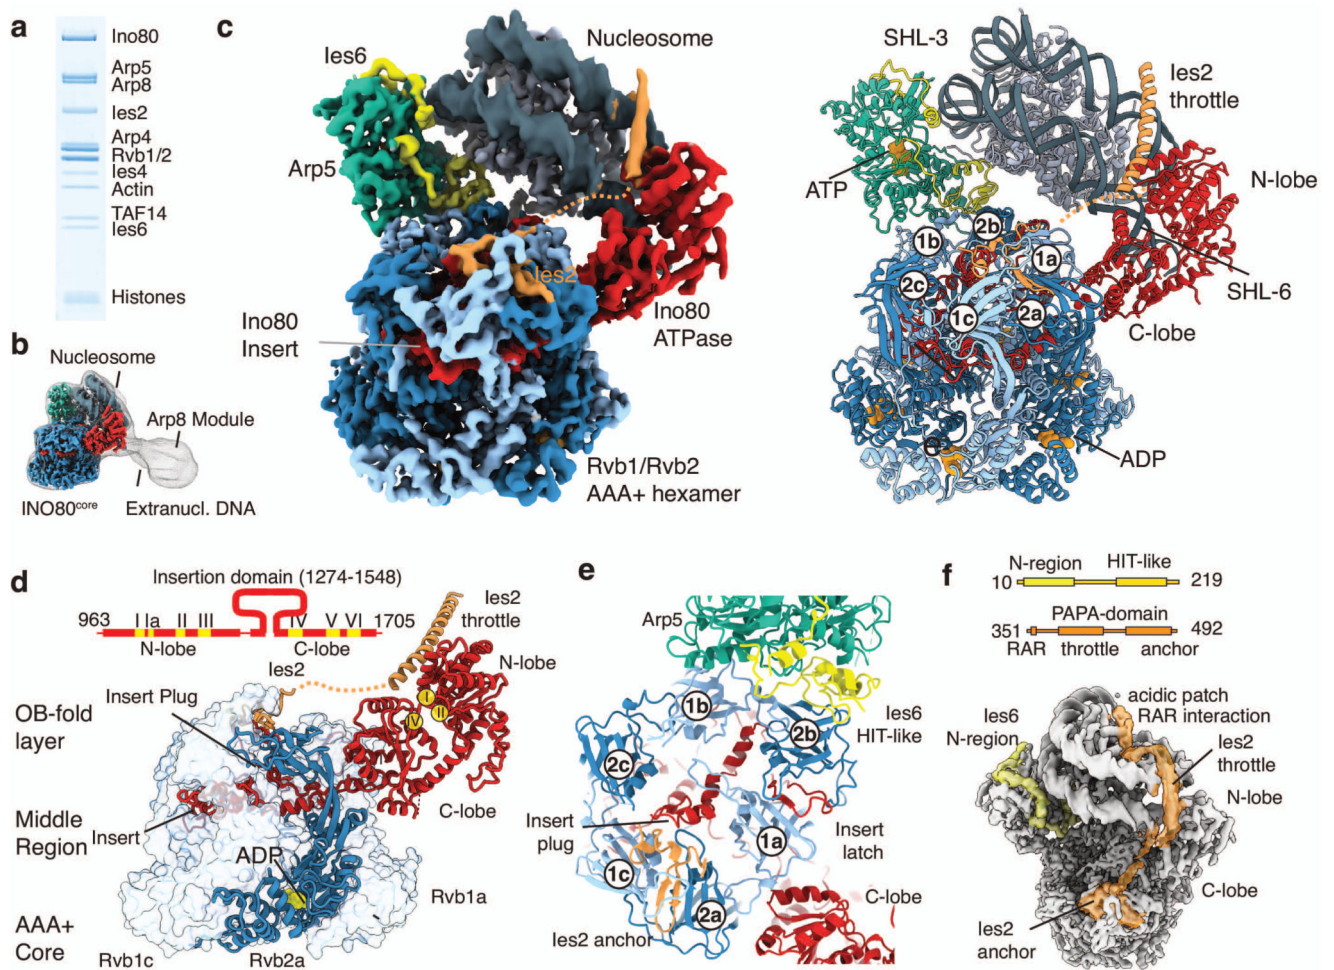 a
Ino80
Arp5
Arp8
Ies2
Arp4
Rvb1/2
Ies4
Actin
TAF14
Ies6
Histones
b
Nucleosome
Arp8 Module
INO80core
Extranucl. DNA
c
Ies6
Nucleosome
Arp5
Ies2
Ino80
Insert
Ino80
ATPase
Rvb1/Rvb2
AAA+ hexamer
SHL-3
Ies2
throttle
ATP
N-lobe
1b
2b
1a
2c
1c
2a
SHL-6
C-lobe
ADP
d
Insertion domain (1274-1548)
963
I
Ia
II
III
IV
V
VI
1705
N-lobe
C-lobe
Ies2
throttle
N-lobe
Ies2
Insert Plug
I
II
IV
OB-fold
layer
C-lobe
Middle
Region
Insert
ADP
Rvb1a
AAA+
Core
Rvb1c
Rvb2a
e
Arp5
1b
Ies6
HIT-like
2b
2c
Insert
plug
1a
Insert
latch
1c
2a
C-lobe
Ies2 anchor
f
N-region
HIT-like
10
219
PAPA-domain
351
492
RAR
throttle
anchor
acidic patch
RAR interaction
Ies6
N-region
Ies2
throttle
N-lobe
C-lobe
Ies2
anchor